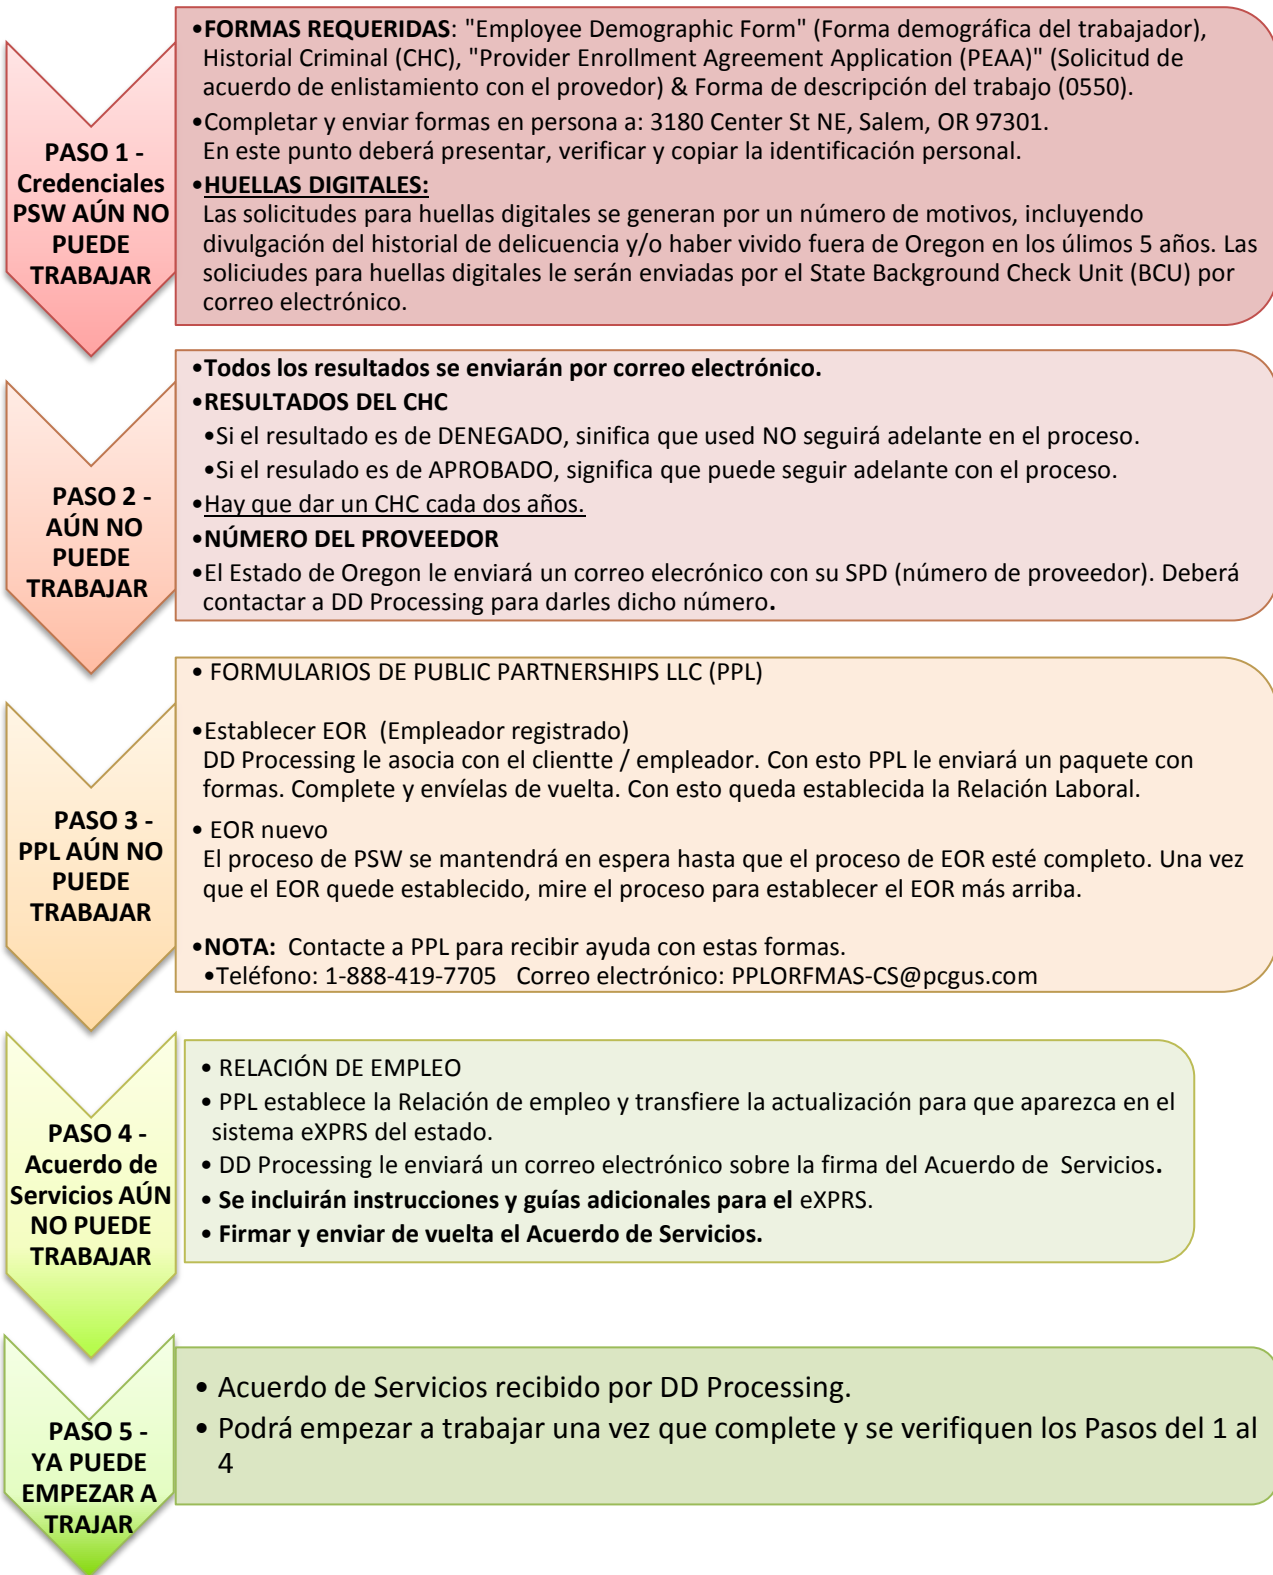 PASO 1 -
Credenciales
PSW AÚN NO
PUEDE
TRABAJAR
•FORMAS REQUERIDAS: "Employee Demographic Form" (Forma demográfica del trabajador),
Historial Criminal (CHC), "Provider Enrollment Agreement Application (PEAA)" (Solicitud de
acuerdo de enlistamiento con el provedor) & Forma de descripción del trabajo (0550).
•Completar y enviar formas en persona a: 3180 Center St NE, Salem, OR 97301.
En este punto deberá presentar, verificar y copiar la identificación personal.
•HUELLAS DIGITALES:
Las solicitudes para huellas digitales se generan por un número de motivos, incluyendo
divulgación del historial de delicuencia y/o haber vivido fuera de Oregon en los úlimos 5 años. Las
soliciudes para huellas digitales le serán enviadas por el State Background Check Unit (BCU) por
correo electrónico.
PASO 2 -
AÚN NO
PUEDE
TRABAJAR
•Todos los resultados se enviarán por correo electrónico.
•RESULTADOS DEL CHC
•Si el resultado es de DENEGADO, sinifica que used NO seguirá adelante en el proceso.
•Si el resulado es de APROBADO, significa que puede seguir adelante con el proceso.
•Hay que dar un CHC cada dos años.
•NÚMERO DEL PROVEEDOR
•El Estado de Oregon le enviará un correo elecrónico con su SPD (número de proveedor). Deberá
contactar a DD Processing para darles dicho número.
PASO 3 -
PPL AÚN NO
PUEDE
TRABAJAR
• FORMULARIOS DE PUBLIC PARTNERSHIPS LLC (PPL)
•Establecer EOR (Empleador registrado)
DD Processing le asocia con el clientte / empleador. Con esto PPL le enviará un paquete con
formas. Complete y envíelas de vuelta. Con esto queda establecida la Relación Laboral.
• EOR nuevo
El proceso de PSW se mantendrá en espera hasta que el proceso de EOR esté completo. Una vez
que el EOR quede establecido, mire el proceso para establecer el EOR más arriba.
•NOTA: Contacte a PPL para recibir ayuda con estas formas.
•Teléfono: 1-888-419-7705 Correo electrónico: PPLORFMAS-CS@pcgus.com
PASO 4 -
Acuerdo de
Servicios AÚN
NO PUEDE
TRABAJAR
• RELACIÓN DE EMPLEO
• PPL establece la Relación de empleo y transfiere la actualización para que aparezca en el
sistema eXPRS del estado.
• DD Processing le enviará un correo electrónico sobre la firma del Acuerdo de Servicios.
• Se incluirán instrucciones y guías adicionales para el eXPRS.
• Firmar y enviar de vuelta el Acuerdo de Servicios.
PASO 5 -
YA PUEDE
EMPEZAR A
TRAJAR
• Acuerdo de Servicios recibido por DD Processing.
• Podrá empezar a trabajar una vez que complete y se verifiquen los Pasos del 1 al
4